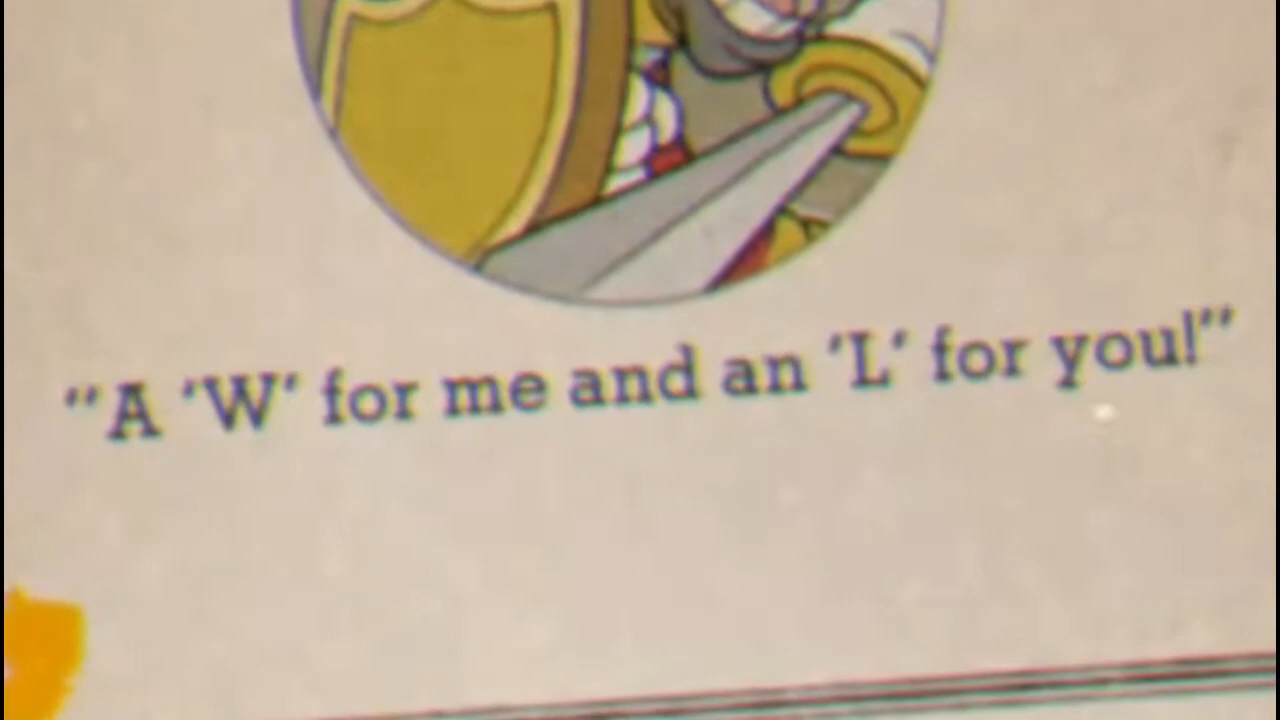 “A ‘W’ for me and an ‘L’ for you!”